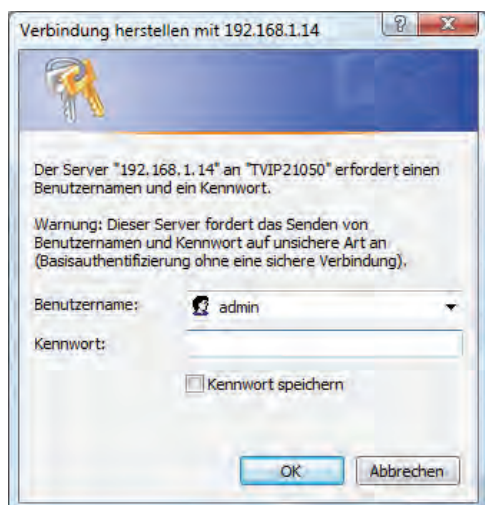 Verbindung herstellen mit 192.168.1.14
Der Server "192.168.1.14" an "TVIP21050" erfordert einen
Benutzernamen und ein Kennwort.
Warnung: Dieser Server fordert das Senden von
Benutzernamen und Kennwort auf unsichere Art an
(Basisauthentifizierung ohne eine sichere Verbindung).
Benutzername: admin
Kennwort:
Kennwort speichern
OK Abbrechen